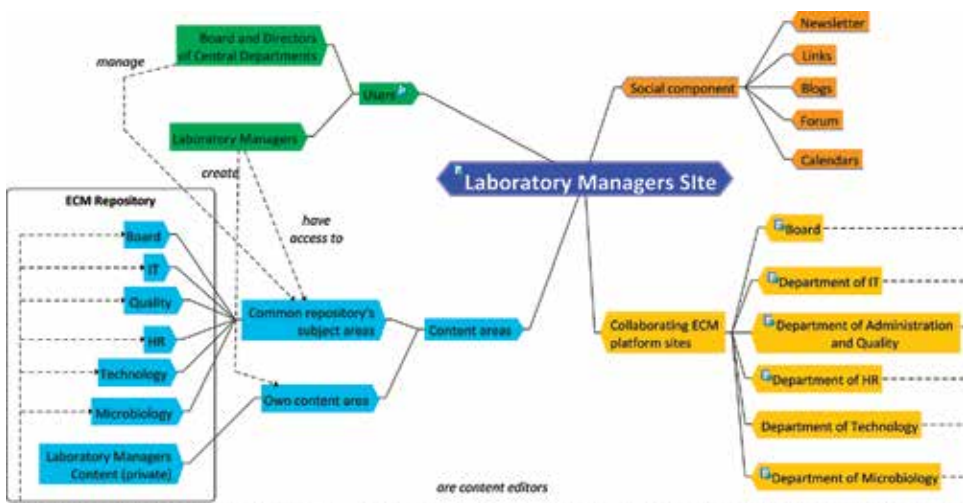 Board and Directors
of Central Departments
manage
Users
Laboratory Managers
create
have
access to
Newsletter
Links
Social component
Blogs
Forum
Calendars
Laboratory Managers SIte
ECM Repository
Board
IT
Quality
HR
Technology
Microbiology
Laboratory Managers
Content (private)
Common repository's
subject areas
Content areas
Own content area
Collaborating ECM
platform sites
Board
Department of IT
Department of Administration
and Quality
Department of HR
Department of Technology
Department of Microbiology
are content editors